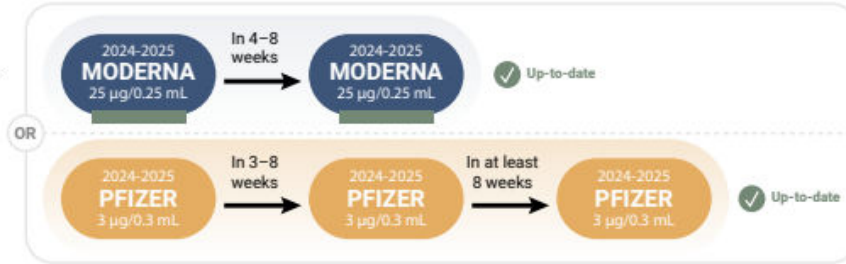 In 4–8
weeks
2024-2025
MODERNA
25 µg/0.25 mL
2024-2025
MODERNA
25 µg/0.25 mL
Up-to-date
OR
In 3–8
weeks
In at least
8 weeks
2024-2025
PFIZER
3 µg/0.3 mL
2024-2025
PFIZER
3 µg/0.3 mL
2024-2025
PFIZER
3 µg/0.3 mL
Up-to-date